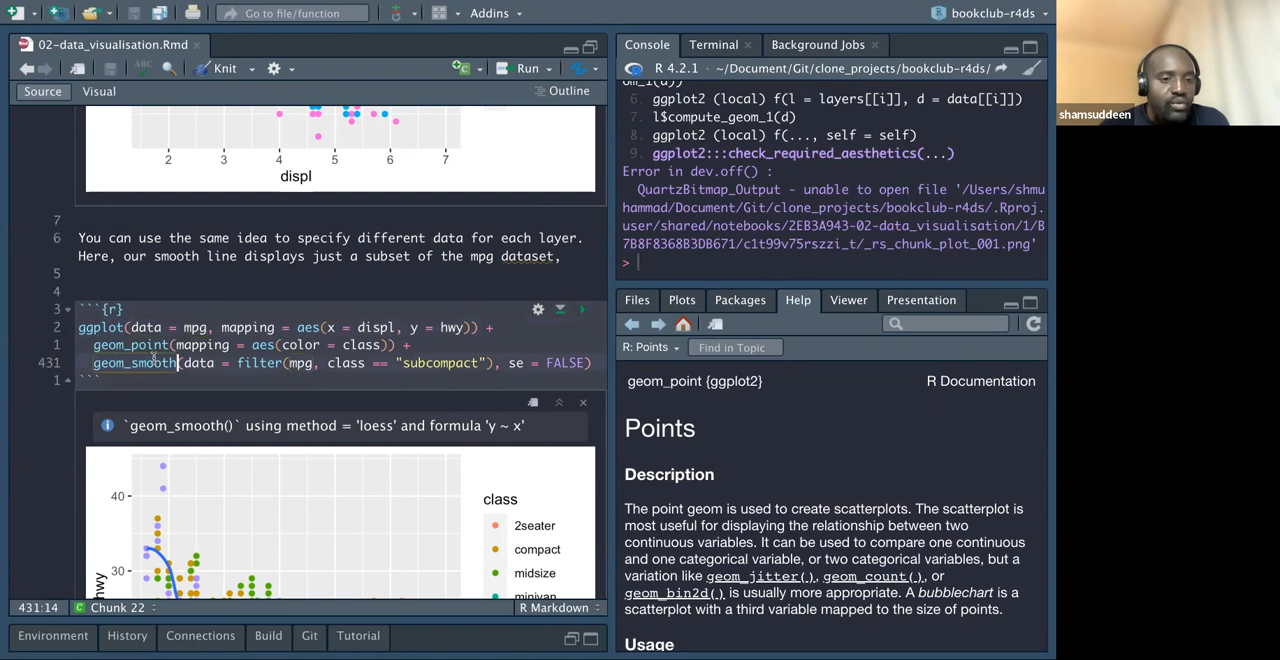 Go to file/function
Addins
bookclub-r4ds
02-data_visualisation.Rmd
ABC
Knit
Run
Source
Visual
Outline
2
3
4
5
6
7
displ
7
6
You can use the same idea to specify different data for each layer.
Here, our smooth line displays just a subset of the mpg dataset,
5
4
3
```{r}
2
ggplot(data = mpg, mapping = aes(x = displ, y = hwy)) +
1
geom_point(mapping = aes(color = class)) +
431
geom_smooth(data = filter(mpg, class == "subcompact"), se = FALSE)
1
```
`geom_smooth()` using method = 'loess' and formula 'y ~ x'
40
30
hwy
class
2seater
compact
midsize
minivan
431:14
Chunk 22
R Markdown
Environment
History
Connections
Build
Git
Tutorial
Console
Terminal
Background Jobs
R 4.2.1 · ~/Document/Git/clone_projects/bookclub-r4ds/
om_1(d))
6. ggplot2 (local) f(l = layers[[i]], d = data[[i]])
7. l$compute_geom_1(d)
8. ggplot2 (local) f(..., self = self)
9. ggplot2:::check_required_aesthetics(...)
Error in dev.off() :
QuartzBitmap_Output - unable to open file '/Users/shm
uhammad/Document/Git/clone_projects/bookclub-r4ds/.Rproj.
user/shared/notebooks/2EB3A943-02-data_visualisation/1/B
7B8F8368B3DB671/c1t99v75rszzi_t/_rs_chunk_plot_001.png'
>
Files
Plots
Packages
Help
Viewer
Presentation
R: Points
Find in Topic
geom_point {ggplot2}
R Documentation
Points
Description
The point geom is used to create scatterplots. The scatterplot is
most useful for displaying the relationship between two
continuous variables. It can be used to compare one continuous
and one categorical variable, or two categorical variables, but a
variation like geom_jitter(), geom_count(), or
geom_bin2d() is usually more appropriate. A bubblechart is a
scatterplot with a third variable mapped to the size of points.
Usage
shamsuddeen